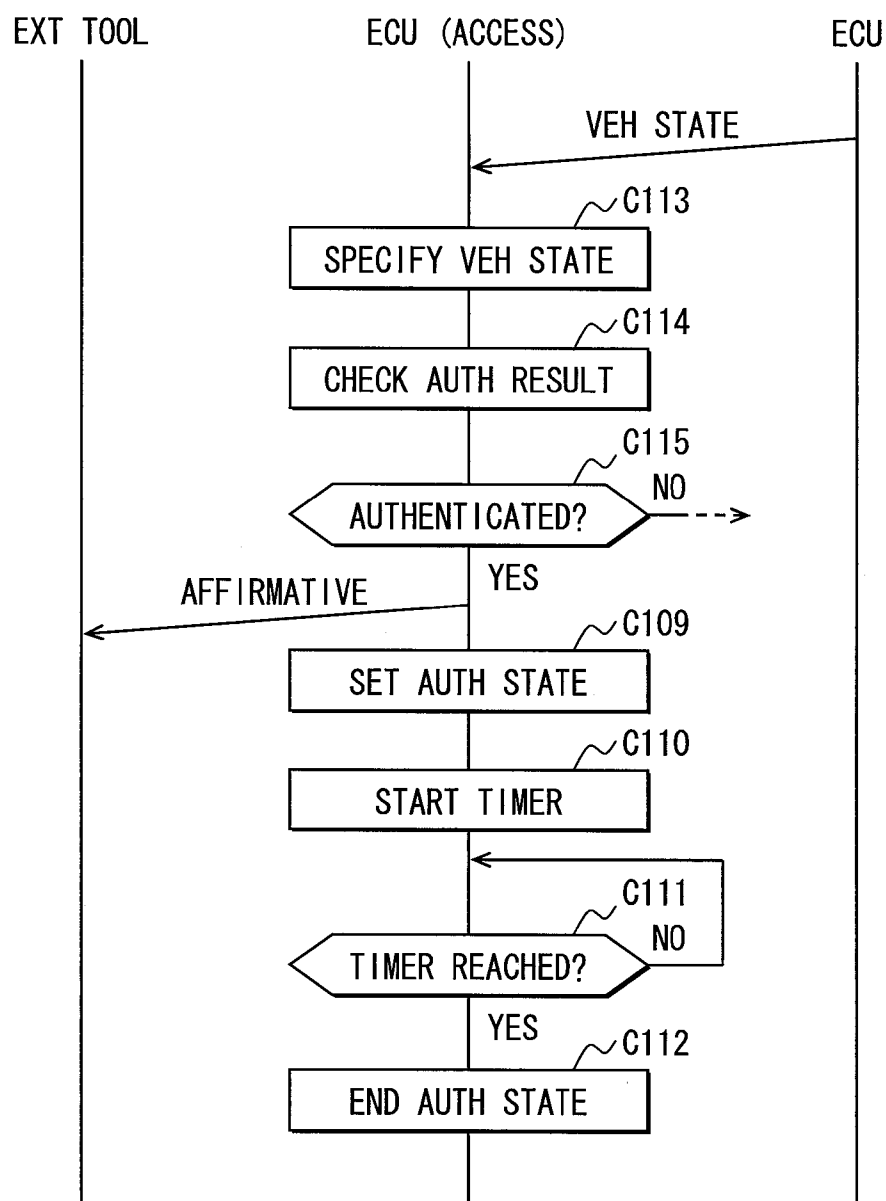 EXT TOOL
ECU (ACCESS)
ECU
VEH STATE
C113
SPECIFY VEH STATE
C114
CHECK AUTH RESULT
C115
NO
AUTHENTICATED?
YES
AFFIRMATIVE
C109
SET AUTH STATE
C110
START TIMER
C111
NO
TIMER REACHED?
YES
C112
END AUTH STATE